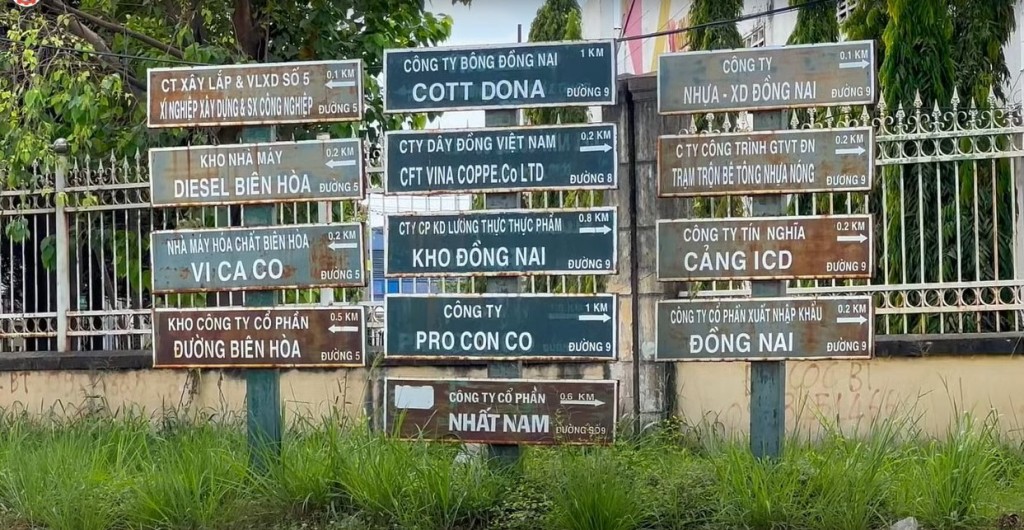 CT XÂY LẮP & VLXD SỐ 5
0.1 KM
XÍ NGHIỆP XÂY DỰNG & SX CÔNG NGHIỆP
ĐƯỜNG 5
KHO NHÀ MÁY
0.2 KM
DIESEL BIÊN HÒA
ĐƯỜNG 5
NHÀ MÁY HÓA CHẤT BIÊN HÒA
0.2 KM
VI CA CO
ĐƯỜNG 5
KHO CÔNG TY CỔ PHẦN
0.5 KM
ĐƯỜNG BIÊN HÒA
ĐƯỜNG 5
CÔNG TY BÔNG ĐỒNG NAI
1 KM
COTT DONA
ĐƯỜNG 9
CTY DÂY ĐỒNG VIỆT NAM
0.2 KM
CFT VINA COPPE.Co LTD
ĐƯỜNG 8
CTY CP KD LƯƠNG THỰC THỰC PHẨM
0.8 KM
KHO ĐỒNG NAI
ĐƯỜNG 9
CÔNG TY
1 KM
PRO CON CO
ĐƯỜNG 9
CÔNG TY CỔ PHẦN
0.6 KM
NHẤT NAM
ĐƯỜNG SỐ 9
CÔNG TY
0.1 KM
NHỰA - XD ĐỒNG NAI
ĐƯỜNG 9
C TY CÔNG TRÌNH GTVT ĐN
0.2 KM
TRẠM TRỘN BÊ TÔNG NHỰA NÓNG
ĐƯỜNG 9
CÔNG TY TÍN NGHĨA
0.2 KM
CẢNG ICD
ĐƯỜNG 9
CÔNG TY CỔ PHẦN XUẤT NHẬP KHẨU
0.2 KM
ĐỒNG NAI
ĐƯỜNG 9